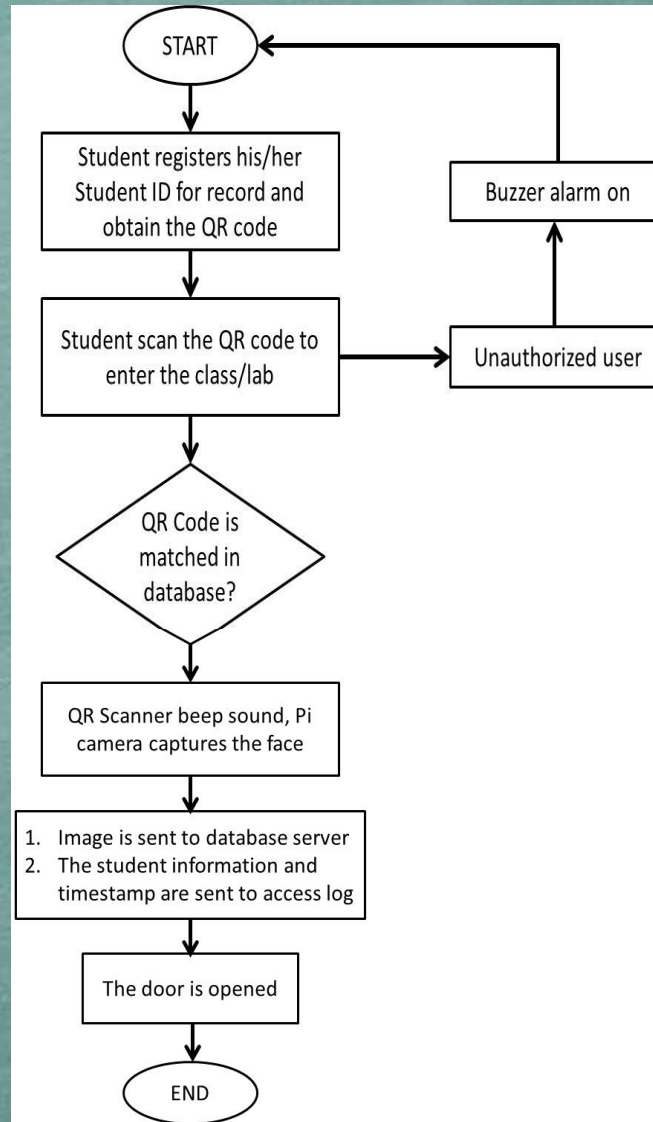 START
Student registers his/her
Student ID for record and
obtain the QR code
Buzzer alarm on
Student scan the QR code to
enter the class/lab
Unauthorized user
QR Code is
matched in
database?
QR Scanner beep sound, Pi
camera captures the face
1. Image is sent to database server
2. The student information and
timestamp are sent to access log
The door is opened
END